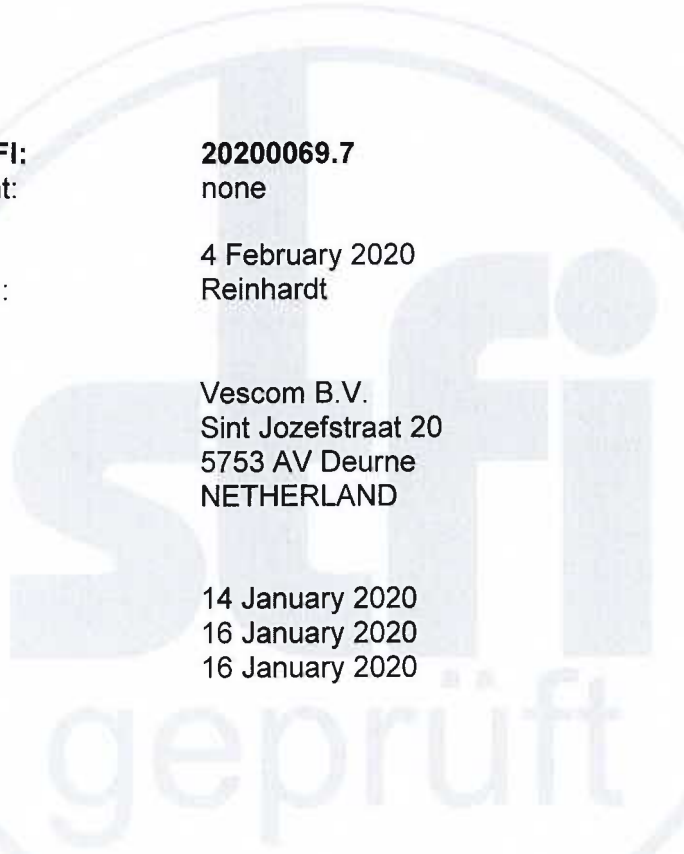 FI: 20200069.7
t: none
4 February 2020
: Reinhardt
Vescom B.V.
Sint Jozefstraat 20
5753 AV Deurne
NETHERLAND
14 January 2020
16 January 2020
16 January 2020
stfi
geprüft